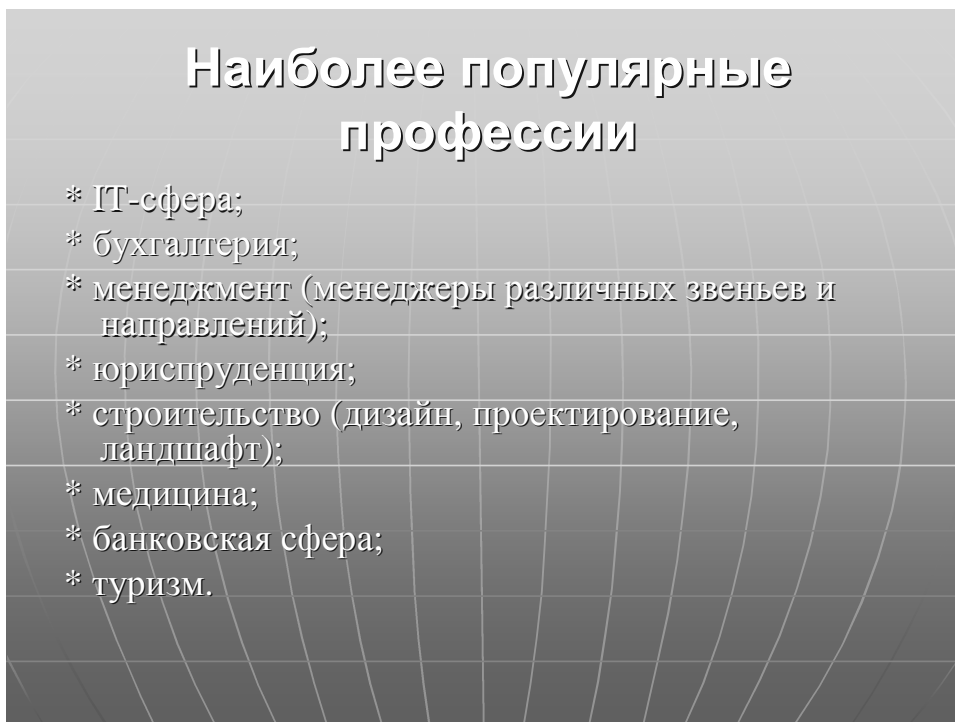 Наиболее популярные
профессии
* IT-сфера;
* бухгалтерия;
* менеджмент (менеджеры различных звеньев и
направлений);
* юриспруденция;
* строительство (дизайн, проектирование,
ландшафт);
* медицина;
* банковская сфера;
* туризм.